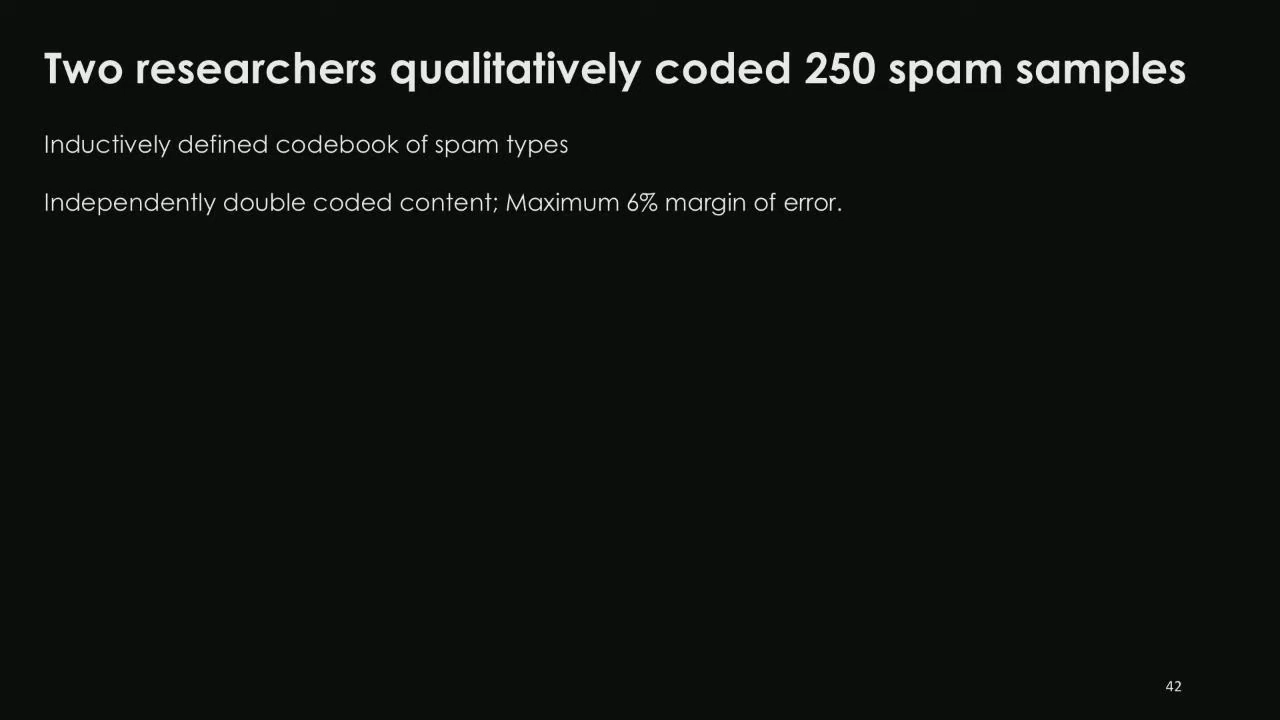 Two researchers qualitatively coded 250 spam samples
Inductively defined codebook of spam types
Independently double coded content; Maximum 6% margin of error.
42